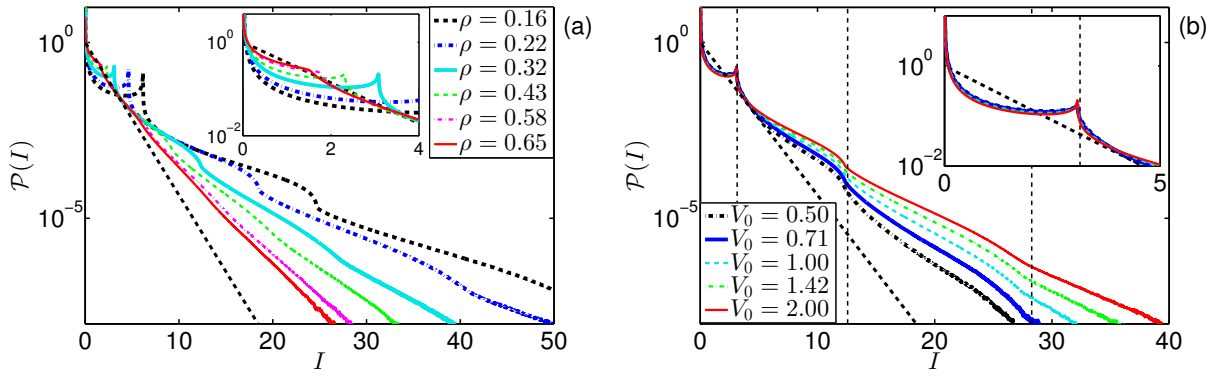 (a)
10^0
10^{-5}
P(I)
0 10 20 30 40 50
I
10^0
10^{-2}
0 2 4
ρ = 0.16
ρ = 0.22
ρ = 0.32
ρ = 0.43
ρ = 0.58
ρ = 0.65
(b)
10^0
10^{-5}
P(I)
0 10 20 30 40
I
10^0
10^{-2}
0 5
V_0 = 0.50
V_0 = 0.71
V_0 = 1.00
V_0 = 1.42
V_0 = 2.00